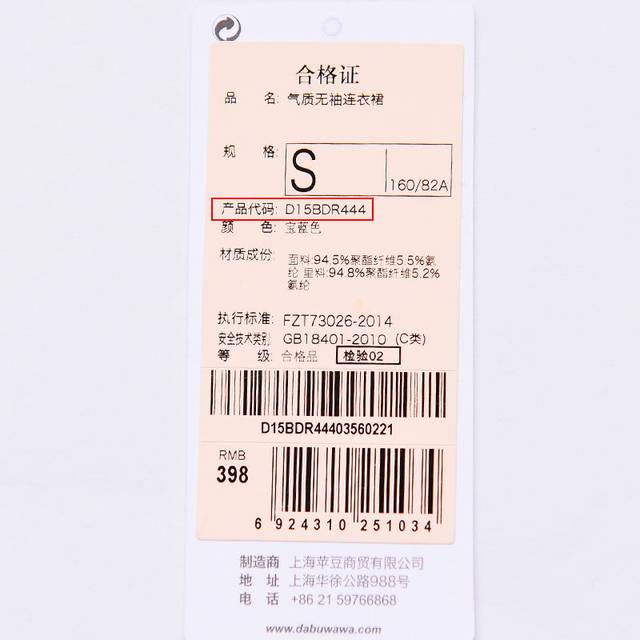 合格证
品 名: 气质无袖连衣裙
规 格: S 160/82A
产品代码: D15BDR444
颜 色: 宝蓝色
材质成份: 面料:94.5%聚酯纤维5.5%氨
纶 里料:94.8%聚酯纤维5.2%
氨纶
执行标准: FZT73026-2014
安全技术类别: GB18401-2010 (C类)
等 级: 合格品 检验02
D15BDR44403560221
RMB
398
6 924310 251034
制造商 上海苹豆商贸有限公司
地 址 上海华徐公路988号
电 话 +86 21 59766868
www.dabuwawa.com